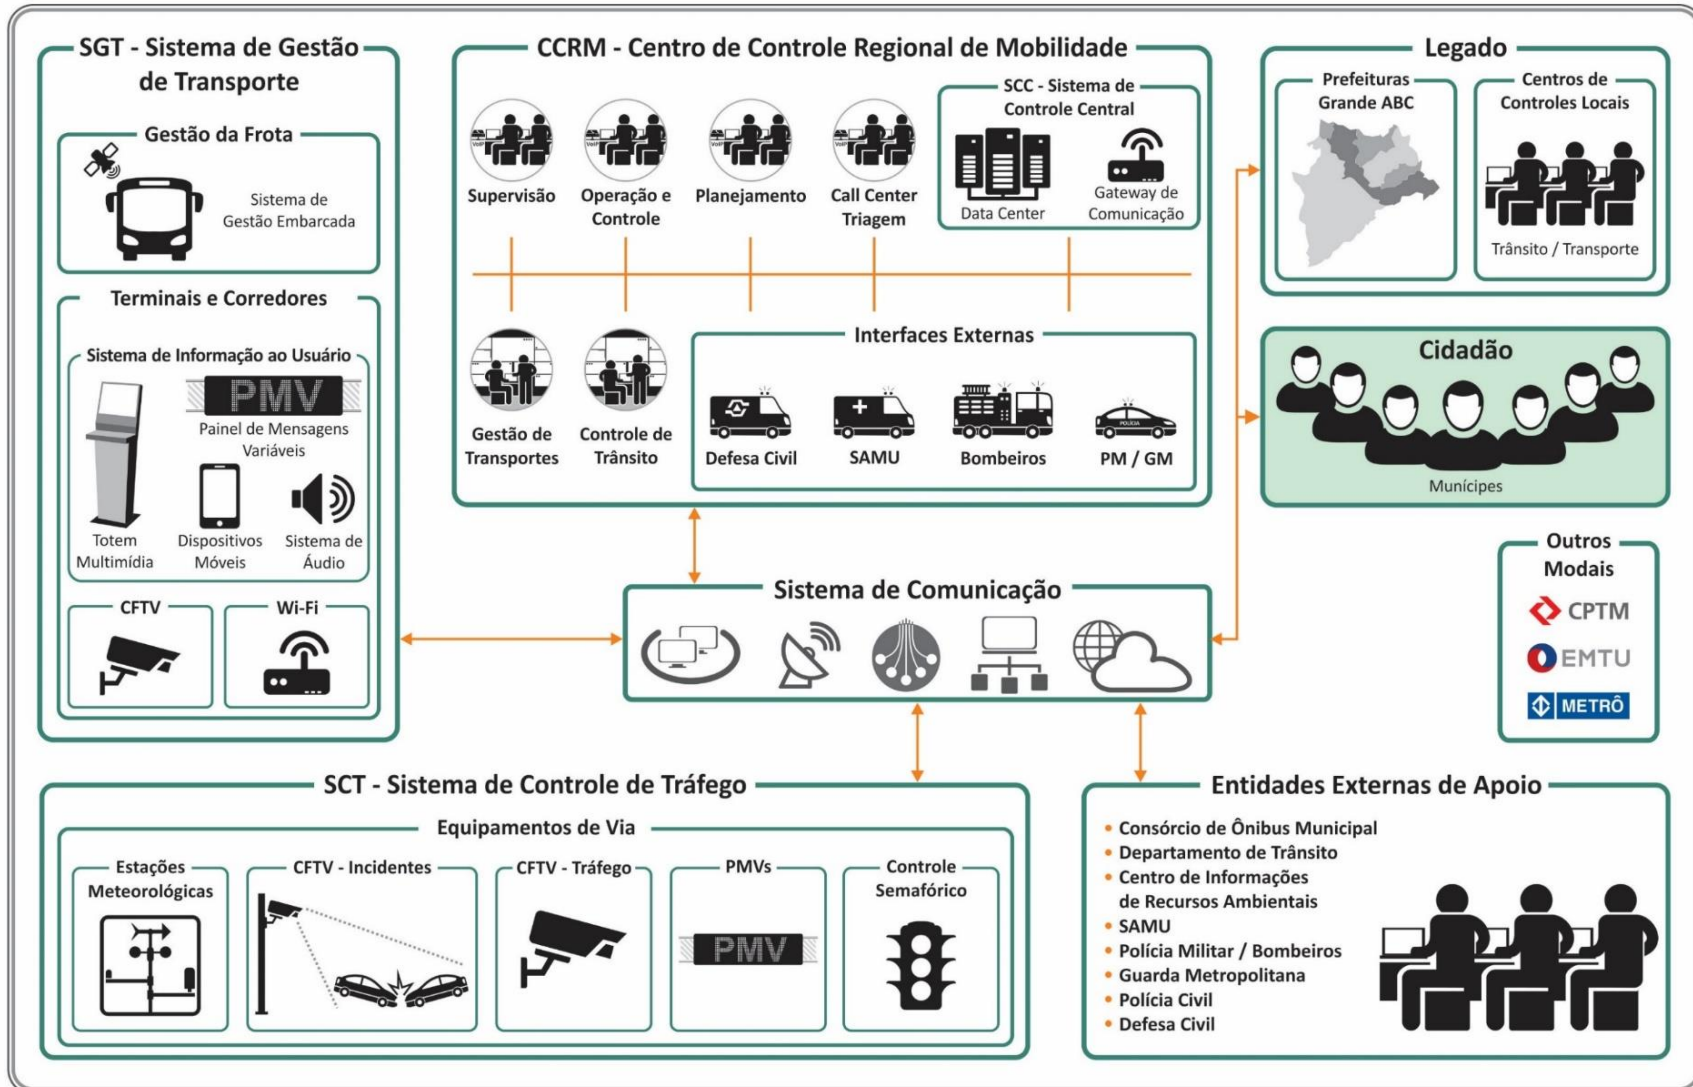 SGT - Sistema de Gestão
de Transporte
Gestão da Frota
Sistema de
Gestão Embarcada
Terminais e Corredores
Sistema de Informação ao Usuário
PMV
Painel de Mensagens
Variáveis
Totem
Multimídia
Dispositivos
Móveis
Sistema de
Áudio
CFTV
Wi-Fi
CCRM - Centro de Controle Regional de Mobilidade
VoIP
Supervisão
VoIP
Operação e
Controle
VoIP
Planejamento
VoIP
Call Center
Triagem
SCC - Sistema de
Controle Central
Data Center
Gateway de
Comunicação
Gestão de
Transportes
Controle de
Trânsito
Interfaces Externas
Defesa Civil
SAMU
Bombeiros
POLÍCIA
PM / GM
Legado
Prefeituras
Grande ABC
Centros de
Controles Locais
Trânsito / Transporte
Cidadão
Munícipes
Outros
Modais
CPTM
EMTU
METRÔ
Sistema de Comunicação
SCT - Sistema de Controle de Tráfego
Equipamentos de Via
Estações
Meteorológicas
CFTV - Incidentes
CFTV - Tráfego
PMVs
PMV
Controle
Semafórico
Entidades Externas de Apoio
• Consórcio de Ônibus Municipal
• Departamento de Trânsito
• Centro de Informações
de Recursos Ambientais
• SAMU
• Polícia Militar / Bombeiros
• Guarda Metropolitana
• Polícia Civil
• Defesa Civil